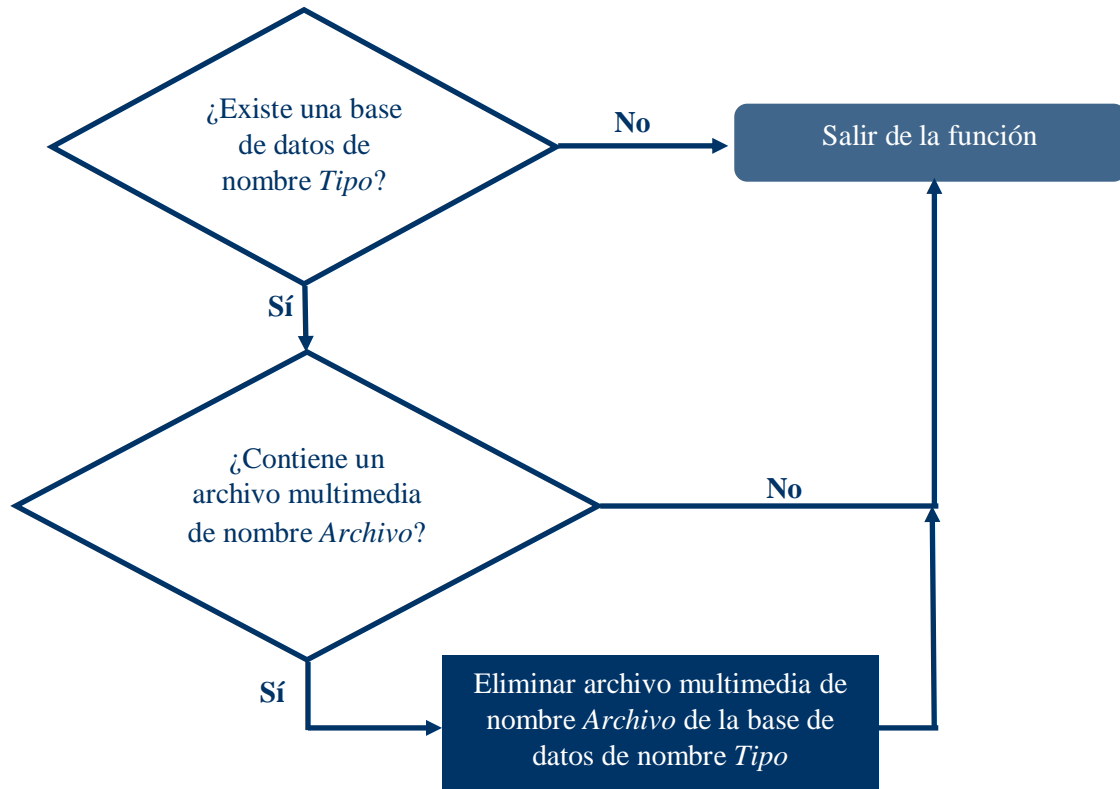 ¿Existe una base
de datos de
nombre Tipo?
No
Salir de la función
Sí
¿Contiene un
archivo multimedia
de nombre Archivo?
No
Sí
Eliminar archivo multimedia de
nombre Archivo de la base de
datos de nombre Tipo